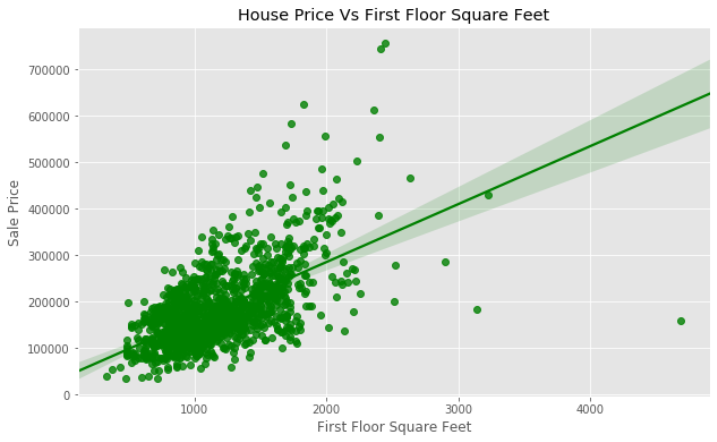 House Price Vs First Floor Square Feet
700000
600000
500000
400000
300000
200000
100000
0
Sale Price
1000 2000 3000 4000
First Floor Square Feet